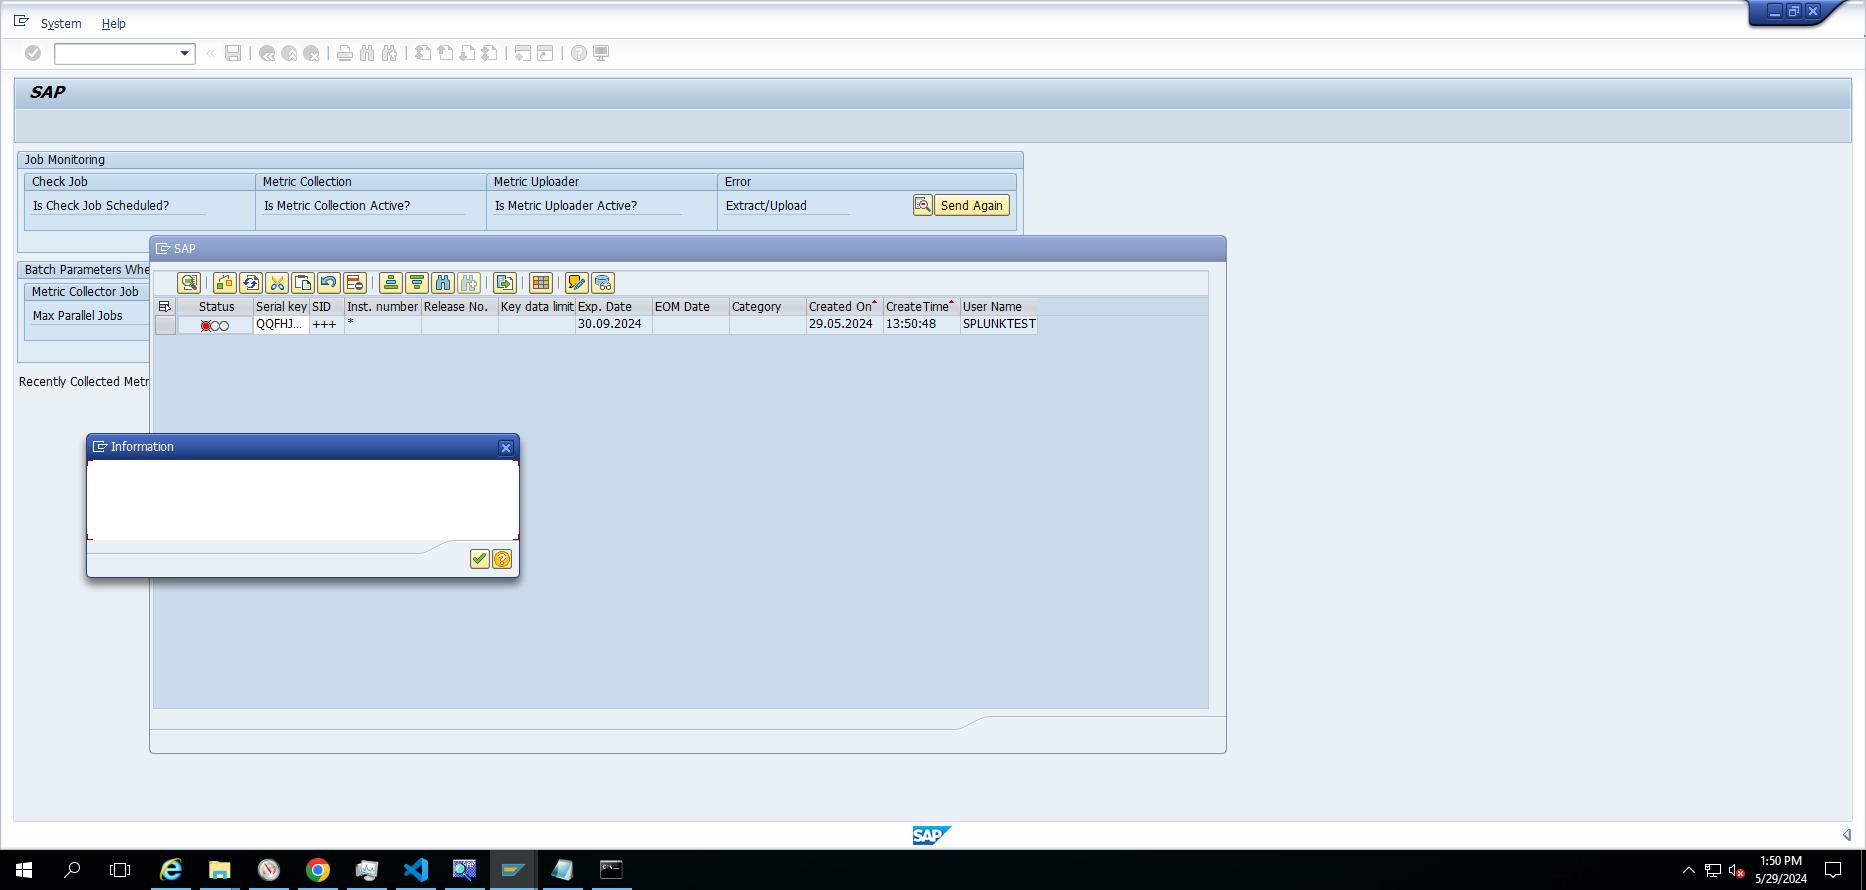 System Help
SAP
Job Monitoring
Check Job Metric Collection Metric Uploader Error
Is Check Job Scheduled? Is Metric Collection Active? Is Metric Uploader Active? Extract/Upload Send Again
SAP
Batch Parameters Whe
Metric Collector Job
Max Parallel Jobs
Status Serial key SID Inst. number Release No. Key data limit Exp. Date EOM Date Category Created On CreateTime User Name
QQFHJ... +++ * 30.09.2024 29.05.2024 13:50:48 SPLUNKTEST
Recently Collected Metr
Information
SAP
1:50 PM
5/29/2024